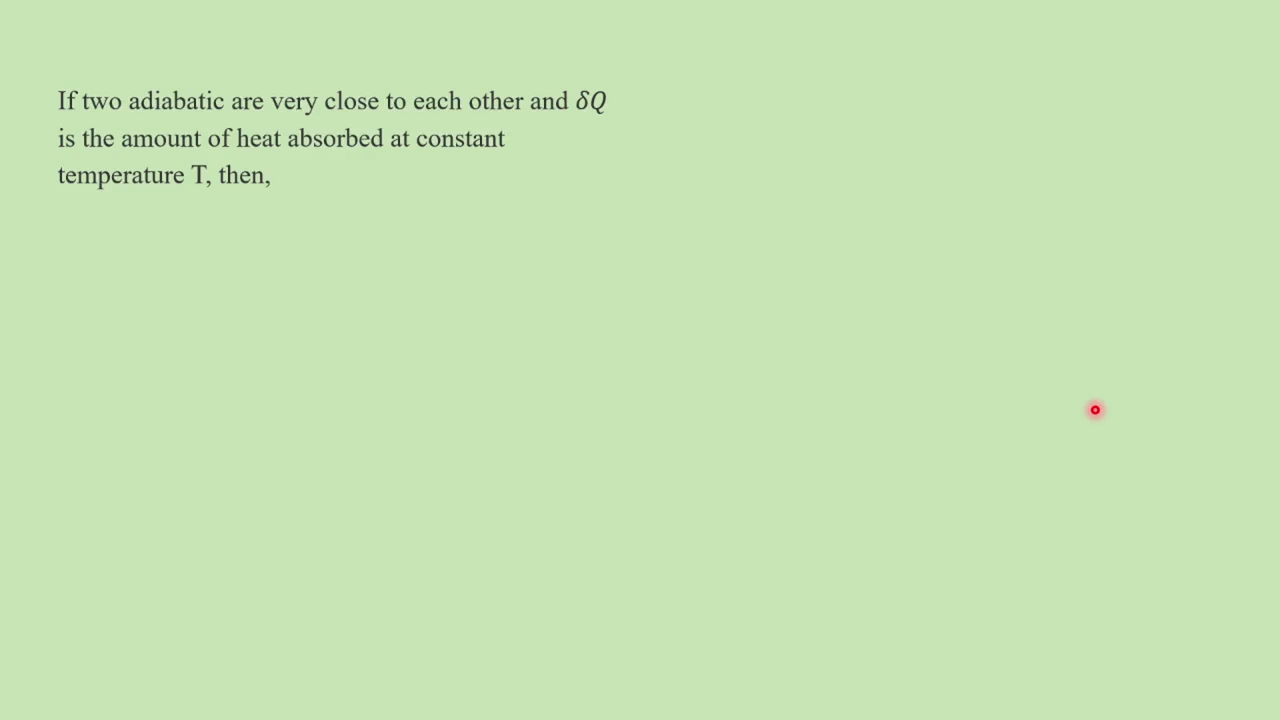 If two adiabatic are very close to each other and 𝛿𝑄
is the amount of heat absorbed at constant
temperature T, then,